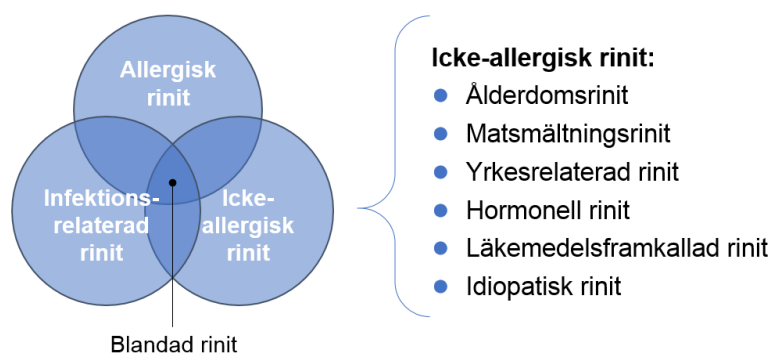 Allergisk
rinit
Infektions-
relaterad
rinit
Icke-
allergisk
rinit
Blandad rinit
Icke-allergisk rinit:
Ålderdomsrinit
Matsmältningsrinit
Yrkesrelaterad rinit
Hormonell rinit
Läkemedelsframkallad rinit
Idiopatisk rinit